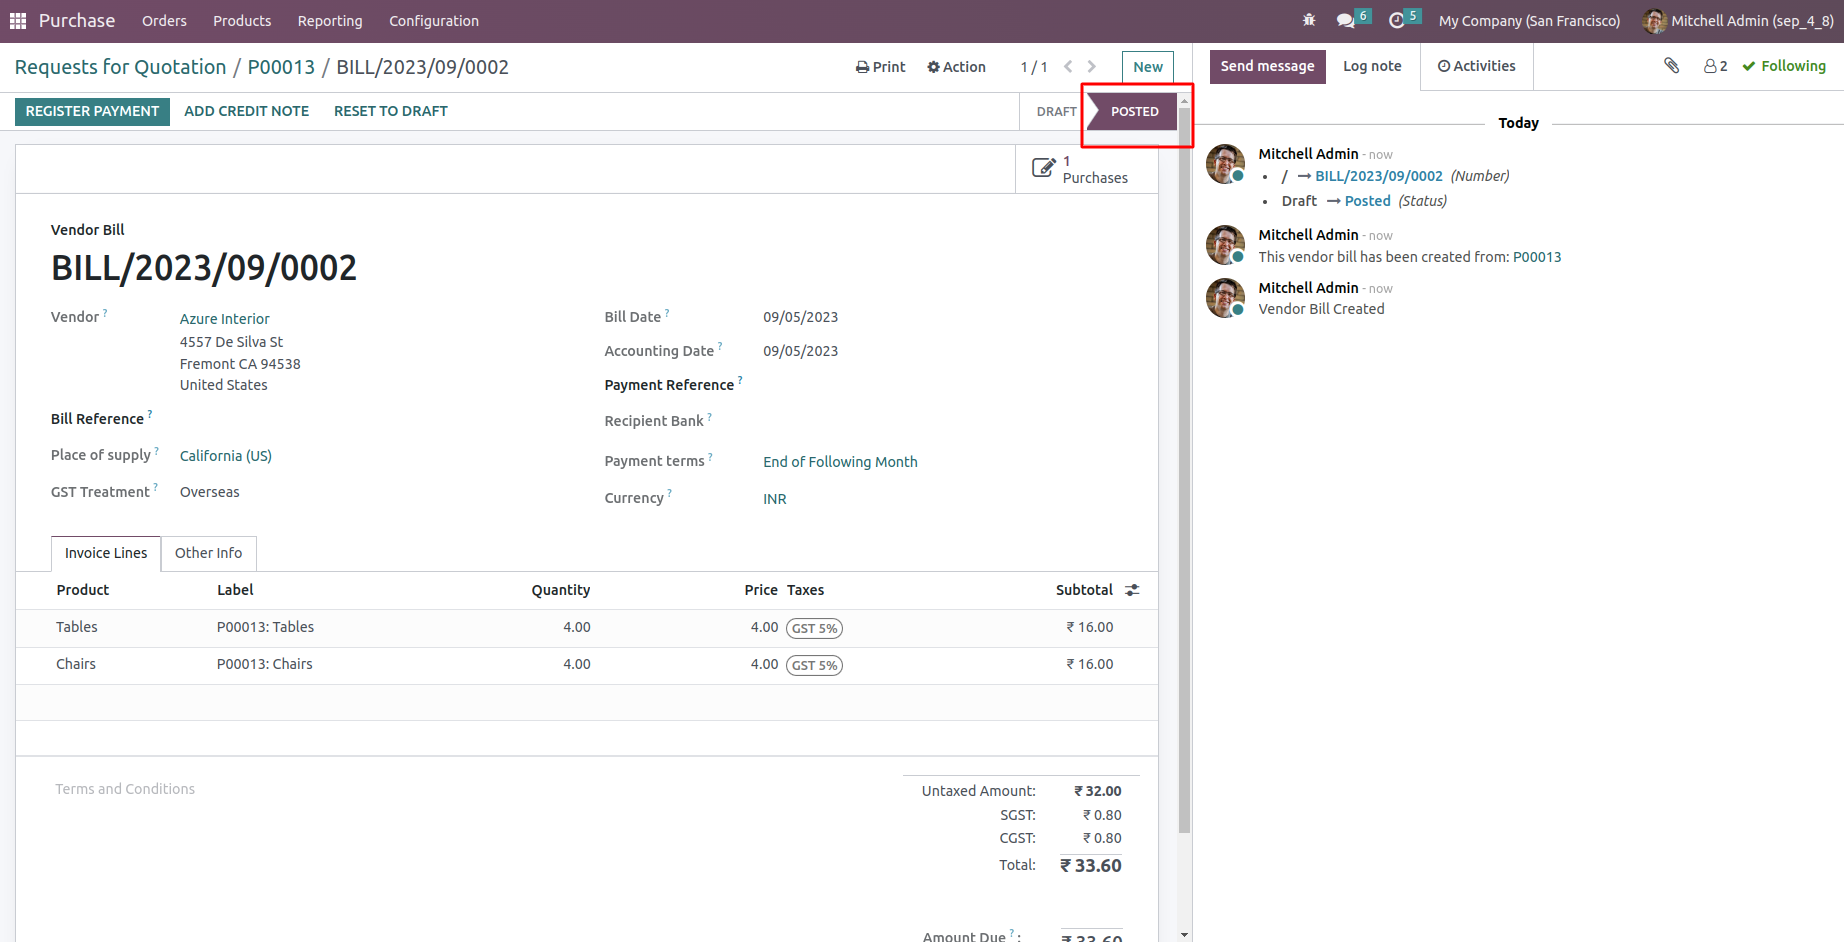 Purchase Orders Products Reporting Configuration 6 5 My Company (San Francisco) Mitchell Admin (sep_4_8)
Requests for Quotation / P00013 / BILL/2023/09/0002 Print Action 1 / 1 New
Send message Log note Activities 2 Following
REGISTER PAYMENT ADD CREDIT NOTE RESET TO DRAFT DRAFT POSTED
1
Purchases
Vendor Bill
BILL/2023/09/0002
Vendor ? Azure Interior
4557 De Silva St
Fremont CA 94538
United States
Bill Reference ?
Place of supply ? California (US)
GST Treatment ? Overseas
Bill Date ? 09/05/2023
Accounting Date ? 09/05/2023
Payment Reference ?
Recipient Bank ?
Payment terms ? End of Following Month
Currency ? INR
Invoice Lines Other Info
Product Label Quantity Price Taxes Subtotal
Tables P00013: Tables 4.00 4.00 GST 5% ₹ 16.00
Chairs P00013: Chairs 4.00 4.00 GST 5% ₹ 16.00
Terms and Conditions
Untaxed Amount: ₹ 32.00
SGST: ₹ 0.80
CGST: ₹ 0.80
Total: ₹ 33.60
Amount Due ? : ₹ 33.60
Today
Mitchell Admin - now
• / → BILL/2023/09/0002 (Number)
• Draft → Posted (Status)
Mitchell Admin - now
This vendor bill has been created from: P00013
Mitchell Admin - now
Vendor Bill Created